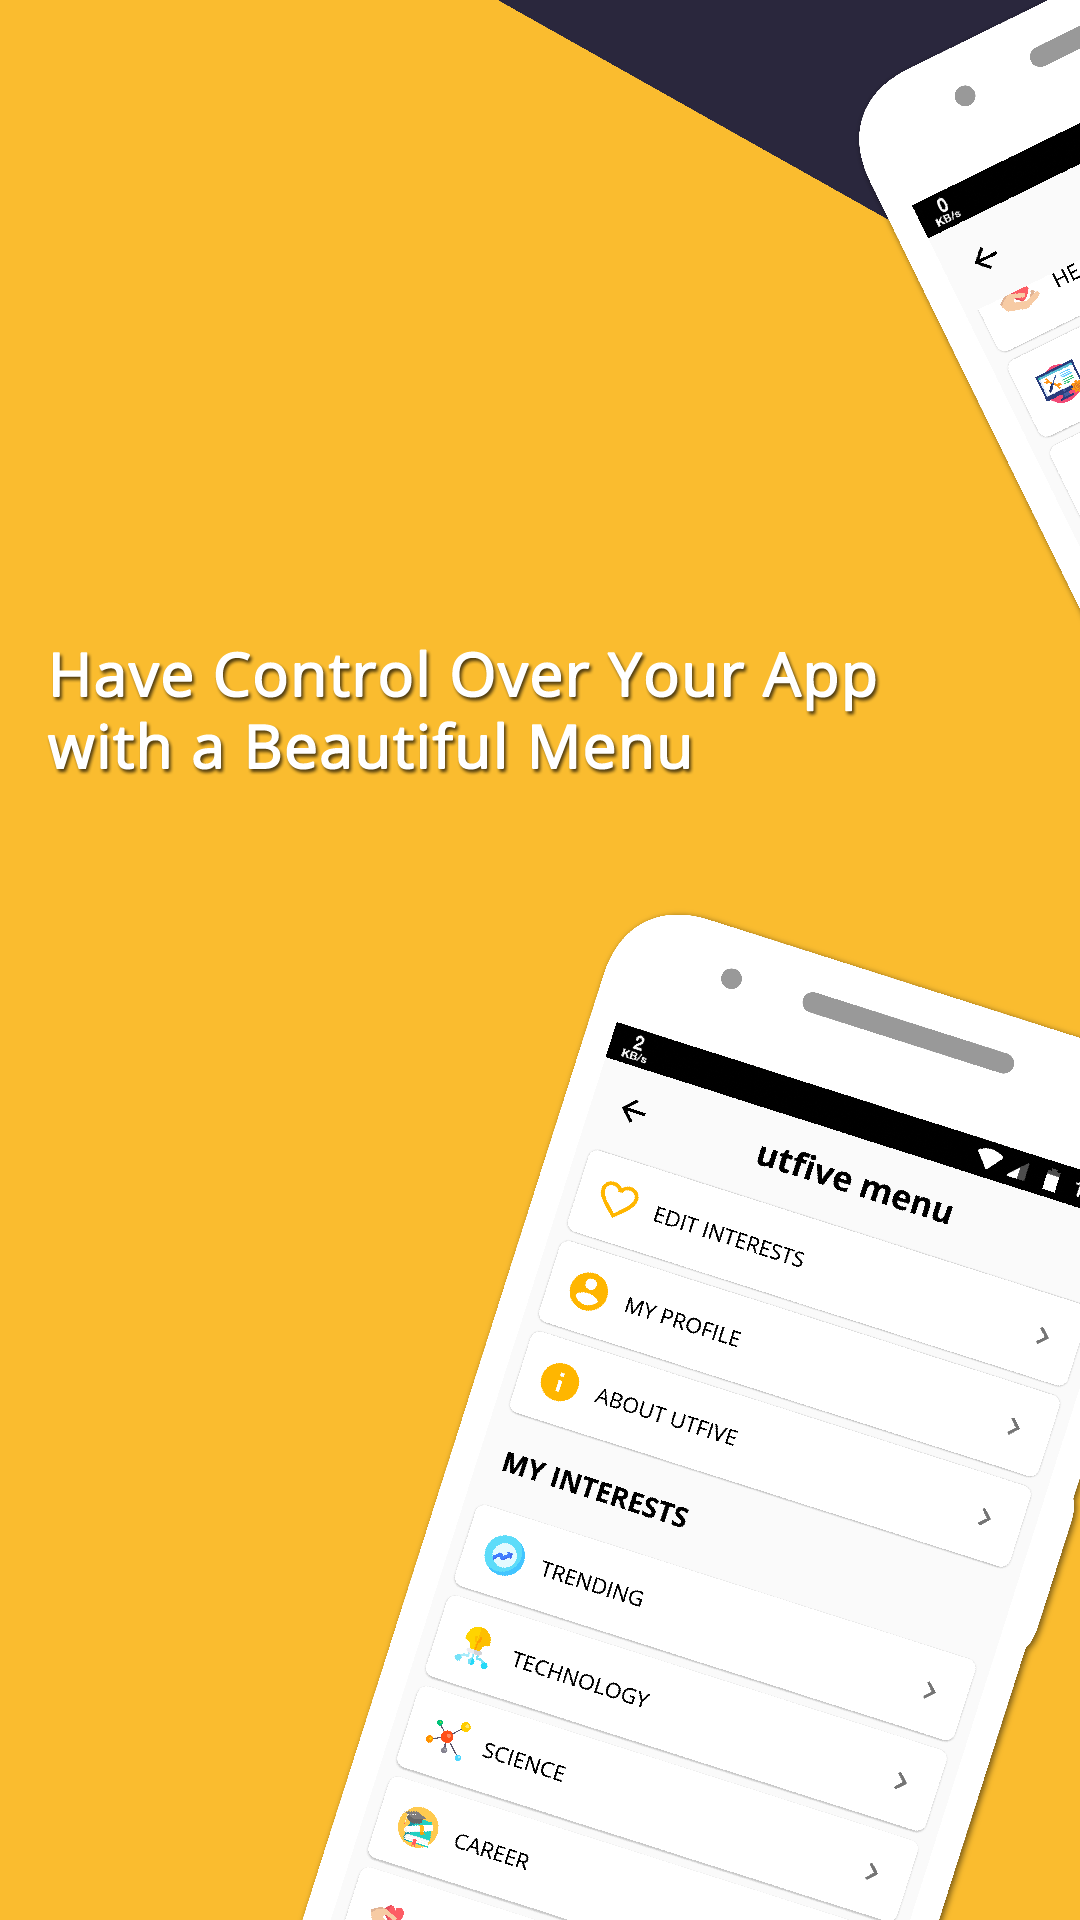 0
KB/s
Have Control Over Your App
with a Beautiful Menu
2
KB/s
utfive menu
EDIT INTERESTS
MY PROFILE
ABOUT UTFIVE
MY INTERESTS
TRENDING
TECHNOLOGY
SCIENCE
CAREER